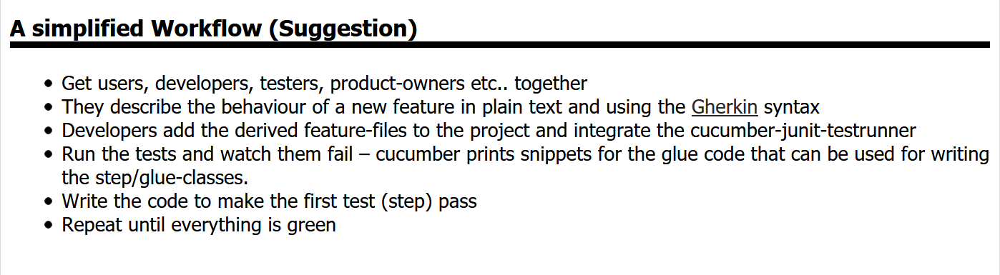 A simplified Workflow (Suggestion)
Get users, developers, testers, product-owners etc.. together
They describe the behaviour of a new feature in plain text and using the Gherkin syntax
Developers add the derived feature-files to the project and integrate the cucumber-junit-testrunner
Run the tests and watch them fail – cucumber prints snippets for the glue code that can be used for writing
the step/glue-classes.
Write the code to make the first test (step) pass
Repeat until everything is green